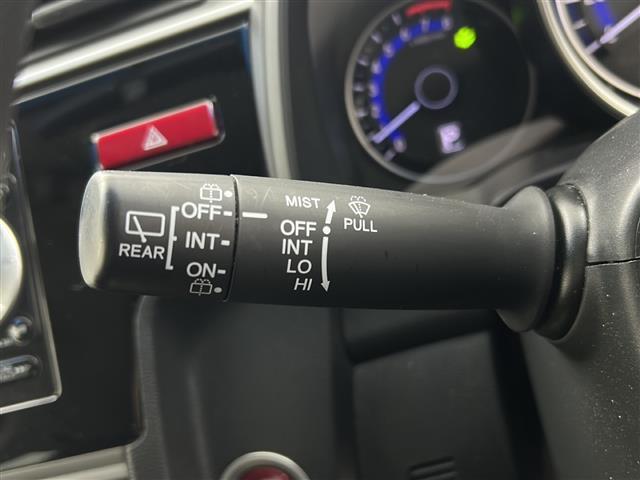 REAR
OFF
INT
ON
MIST
OFF
INT
LO
HI
PULL